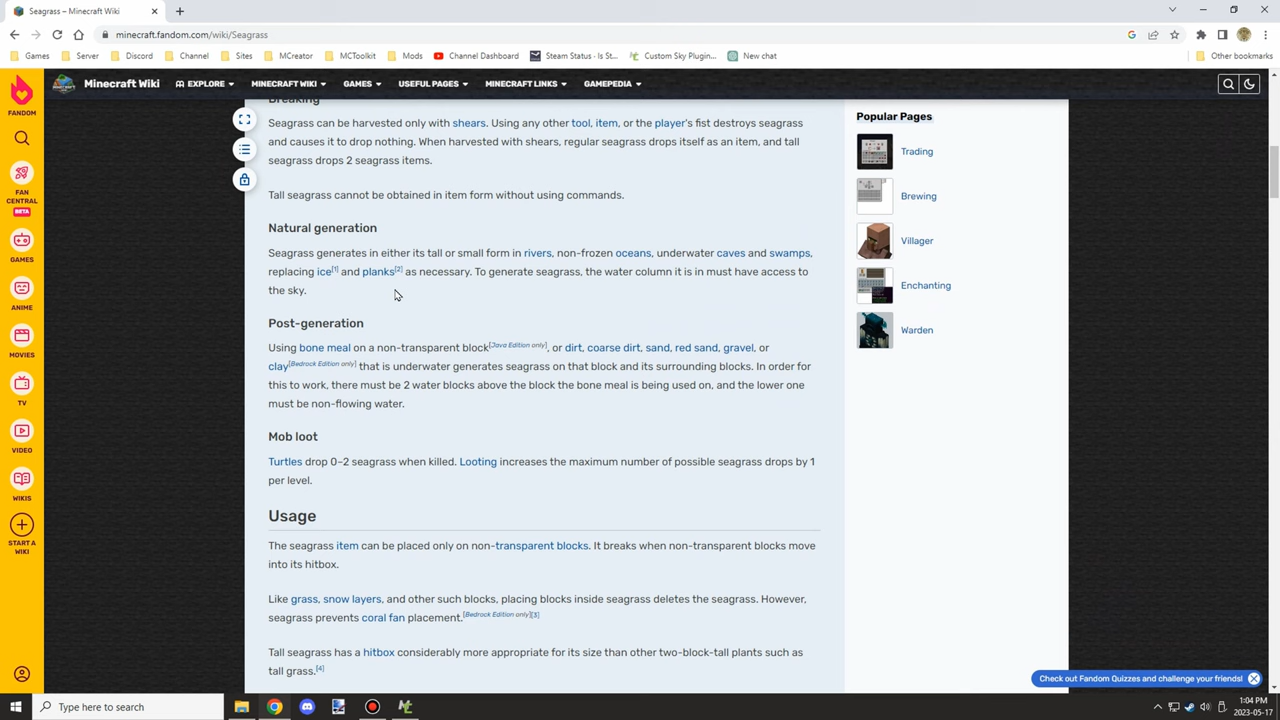 Seagrass – Minecraft Wiki
minecraft.fandom.com/wiki/Seagrass
Games Server Discord Channel Sites MCreator MCToolkit Mods Channel Dashboard Steam Status - Is St... Custom Sky Plugin... New chat Other bookmarks
Minecraft Wiki EXPLORE MINECRAFT WIKI GAMES USEFUL PAGES MINECRAFT LINKS GAMEPEDIA
FANDOM
FAN
CENTRAL
BETA
GAMES
ANIME
MOVIES
TV
VIDEO
WIKIS
START A
WIKI
Breaking
Seagrass can be harvested only with shears. Using any other tool, item, or the player's fist destroys seagrass
and causes it to drop nothing. When harvested with shears, regular seagrass drops itself as an item, and tall
seagrass drops 2 seagrass items.
Tall seagrass cannot be obtained in item form without using commands.
Natural generation
Seagrass generates in either its tall or small form in rivers, non-frozen oceans, underwater caves and swamps,
replacing ice[1] and planks[2] as necessary. To generate seagrass, the water column it is in must have access to
the sky.
Post-generation
Using bone meal on a non-transparent block[Java Edition only], or dirt, coarse dirt, sand, red sand, gravel, or
clay[Bedrock Edition only] that is underwater generates seagrass on that block and its surrounding blocks. In order for
this to work, there must be 2 water blocks above the block the bone meal is being used on, and the lower one
must be non-flowing water.
Mob loot
Turtles drop 0–2 seagrass when killed. Looting increases the maximum number of possible seagrass drops by 1
per level.
Usage
The seagrass item can be placed only on non-transparent blocks. It breaks when non-transparent blocks move
into its hitbox.
Like grass, snow layers, and other such blocks, placing blocks inside seagrass deletes the seagrass. However,
seagrass prevents coral fan placement.[Bedrock Edition only][3]
Tall seagrass has a hitbox considerably more appropriate for its size than other two-block-tall plants such as
tall grass.[4]
Popular Pages
Trading
Brewing
Villager
Enchanting
Warden
Check out Fandom Quizzes and challenge your friends!
Type here to search
1:04 PM
2023-05-17